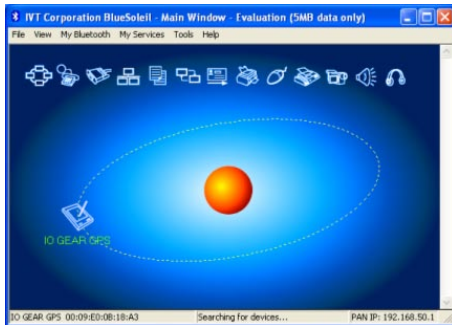 IVT Corporation BlueSoleil - Main Window - Evaluation (5MB data only)
File View My Bluetooth My Services Tools Help
IO GEAR GPS
IO GEAR GPS 00:09:E0:0B:18:A3 Searching for devices... PAN IP: 192.168.50.1